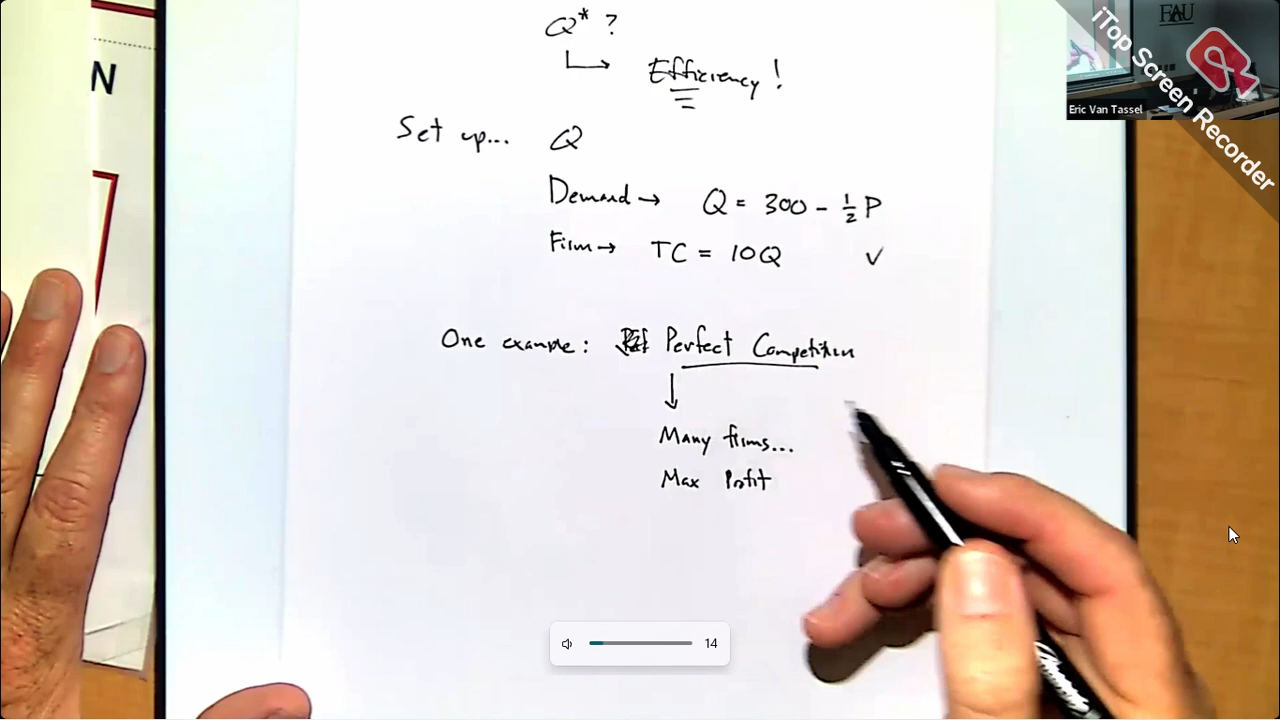 N
Q* ?
Efficiency !
Set up... Q
Demand → Q = 300 - ½ P
Firm → TC = 10Q ✓
One example: Perfect Competition
Many firms...
Max Profit
14
FAU
Eric Van Tassel
iTop Screen Recorder